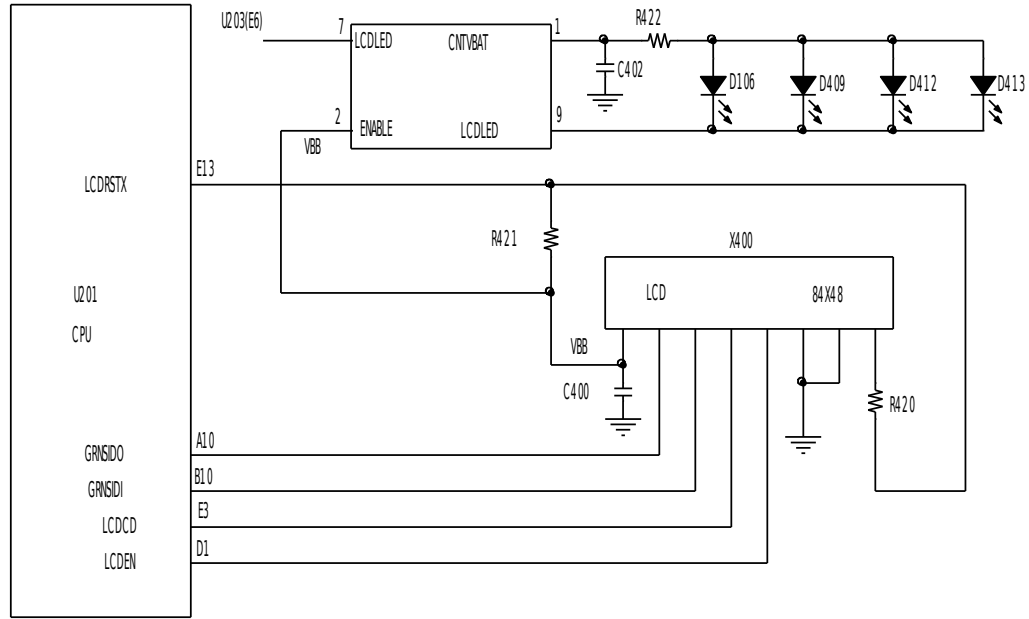 U203(E6)
7
LCDLED
CNTVBAT
1
R422
C402
D106
D409
D412
D413
2
ENABLE
LCDLED
9
VBB
E13
LCDRSTX
R421
X400
LCD
84X48
U201
CPU
VBB
C400
R420
GRNSIDO
A10
GRNSIDI
B10
LCDCD
E3
LCDEN
D1